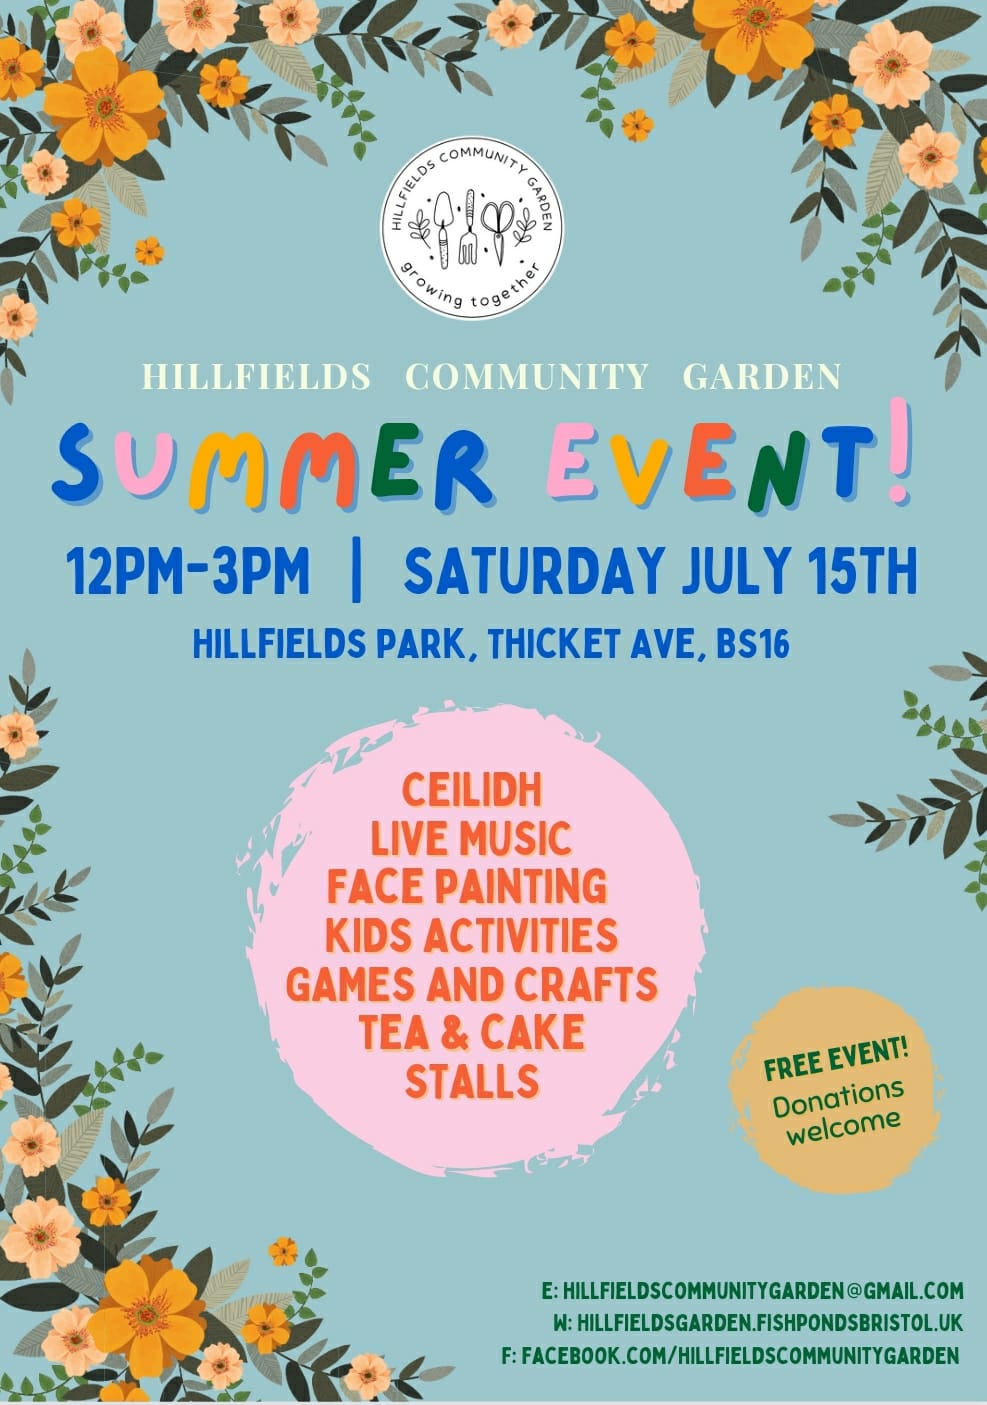 HILLFIELDS COMMUNITY GARDEN
growing together
HILLFIELDS COMMUNITY GARDEN
SUMMER EVENT!
12PM-3PM | SATURDAY JULY 15TH
HILLFIELDS PARK, THICKET AVE, BS16
CEILIDH
LIVE MUSIC
FACE PAINTING
KIDS ACTIVITIES
GAMES AND CRAFTS
TEA & CAKE
STALLS
FREE EVENT!
Donations
welcome
E: HILLFIELDSCOMMUNITYGARDEN@GMAIL.COM
W: HILLFIELDSGARDEN.FISHPONDSBRISTOL.UK
F: FACEBOOK.COM/HILLFIELDSCOMMUNITYGARDEN